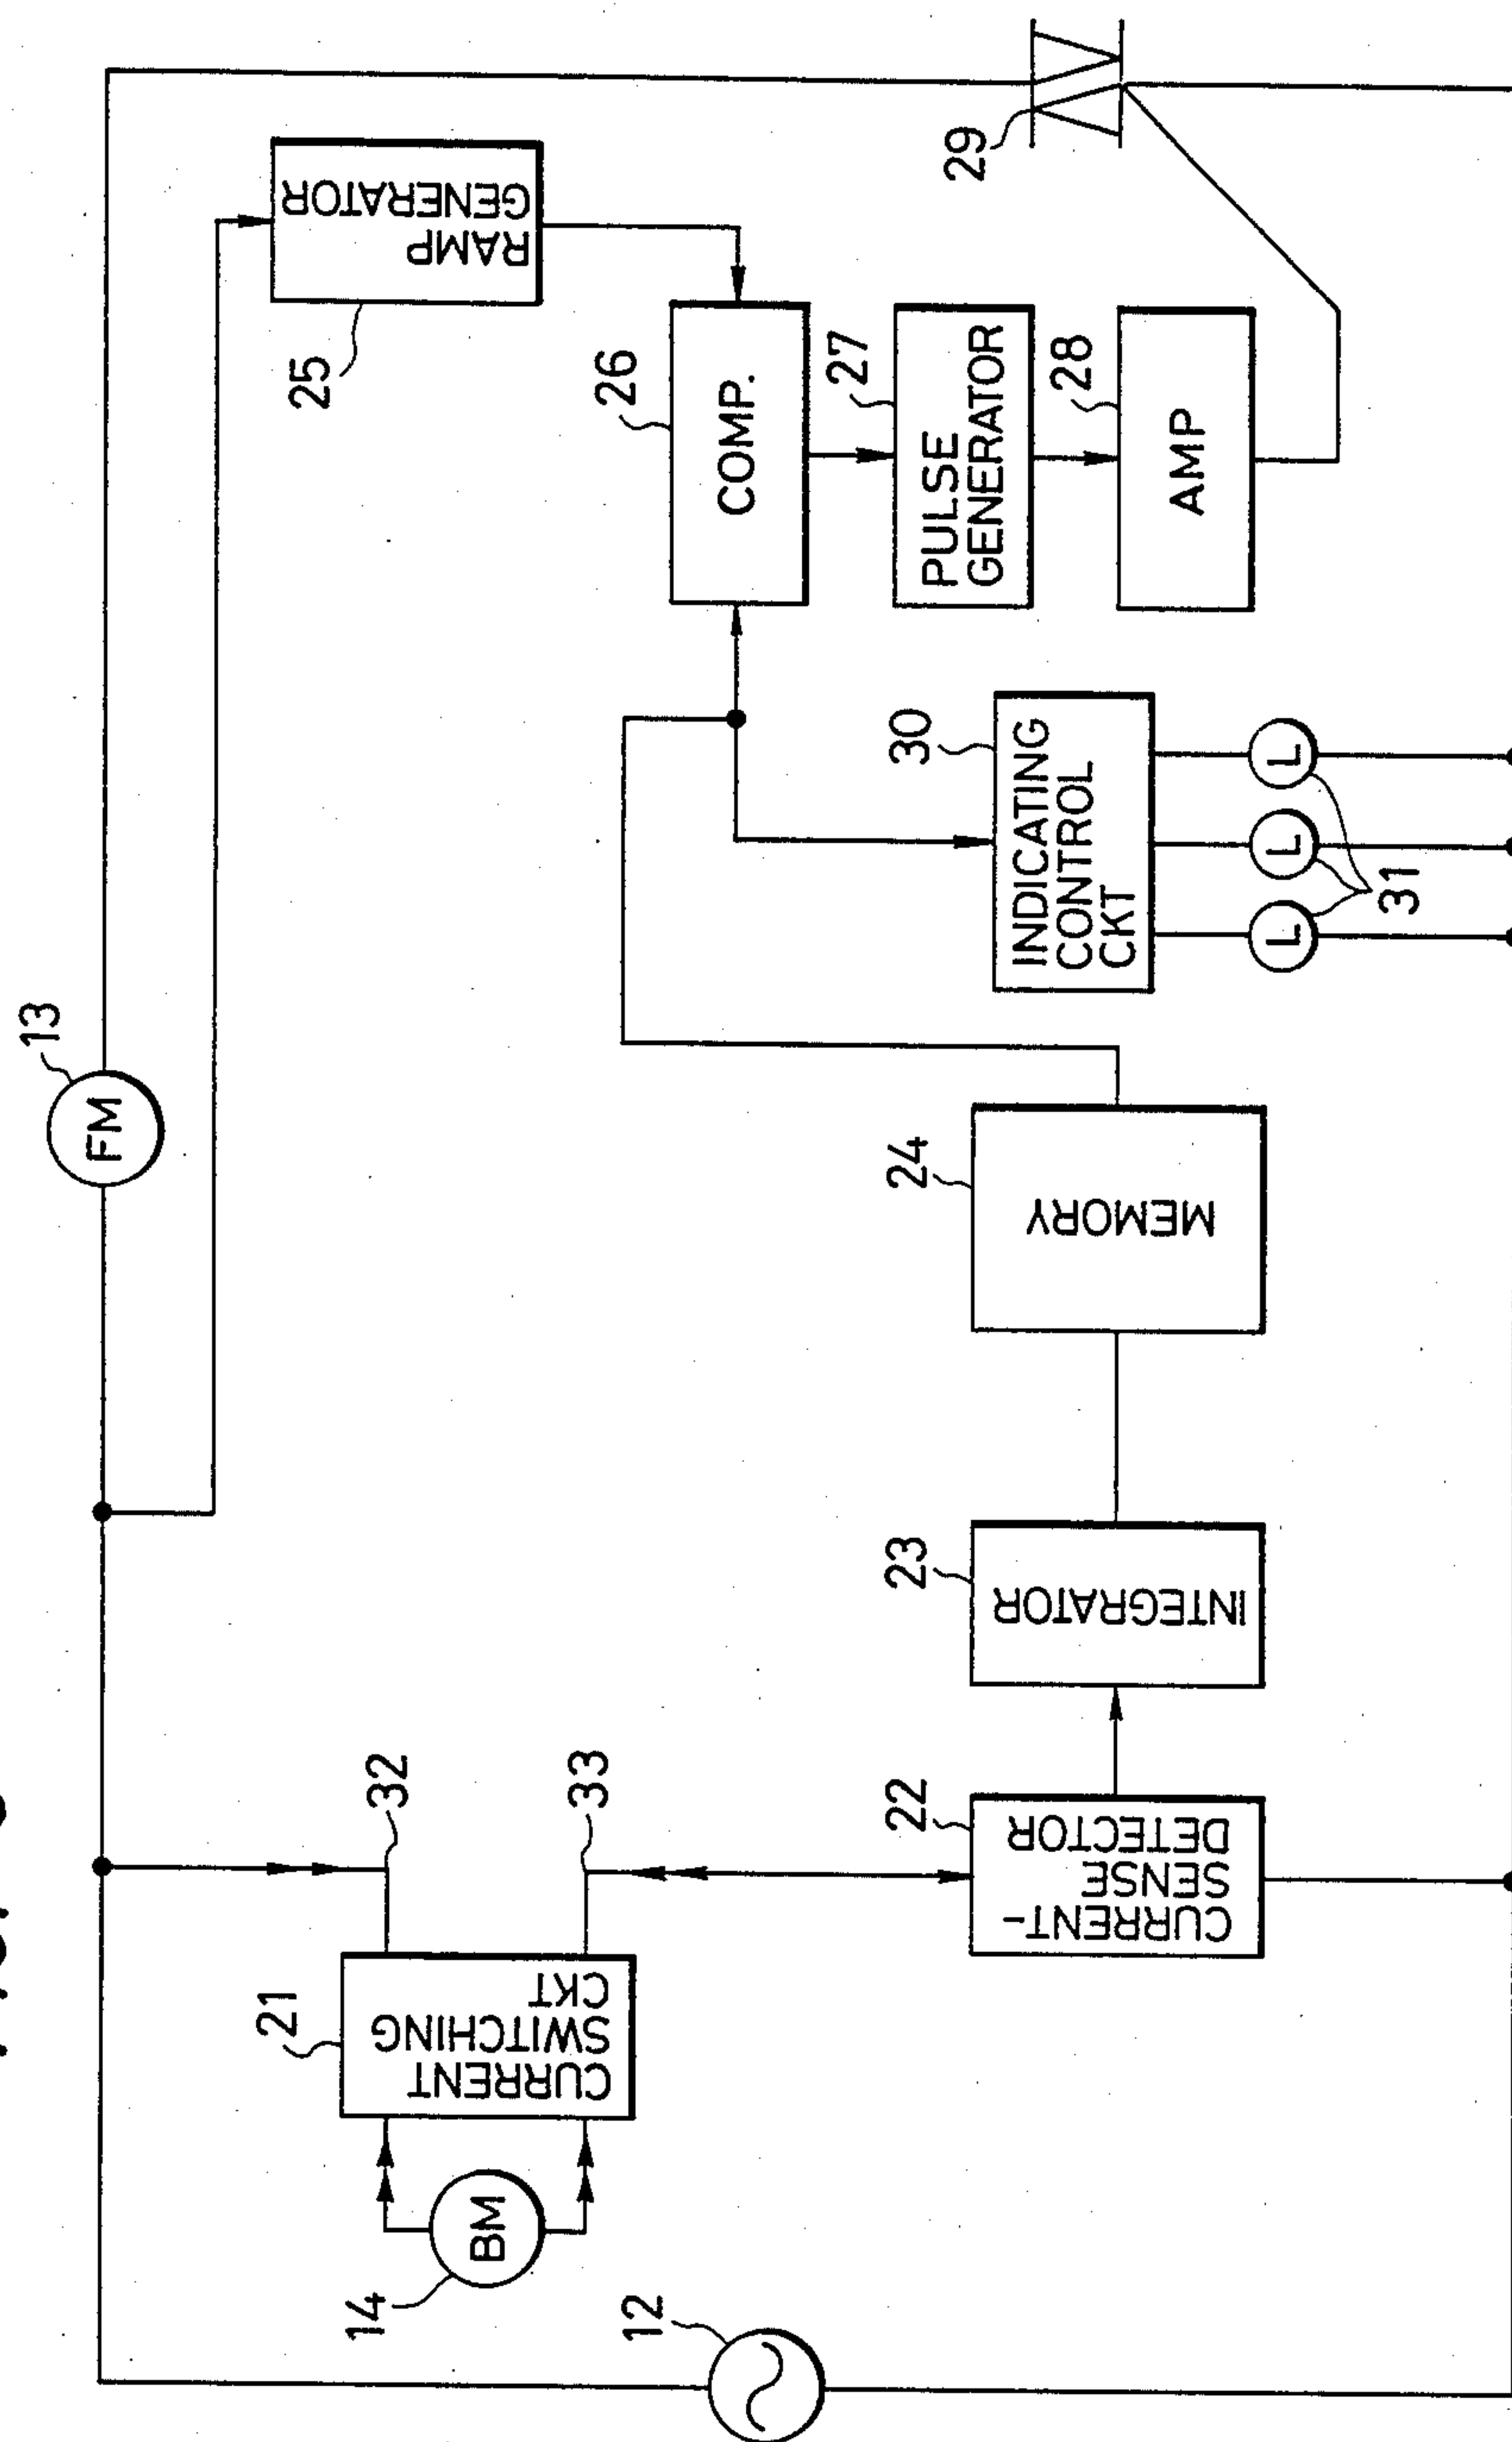 13
FM
RAMP
GENERATOR
25
26
COMP.
27
PULSE
GENERATOR
28
AMP
29
30
INDICATING
CONTROL
CKT
L
L
L
31
24
MEMORY
23
INTEGRATOR
32
33
22
CURRENT-
SENSE
DETECTOR
21
CURRENT
SWITCHING
CKT
14
BM
12